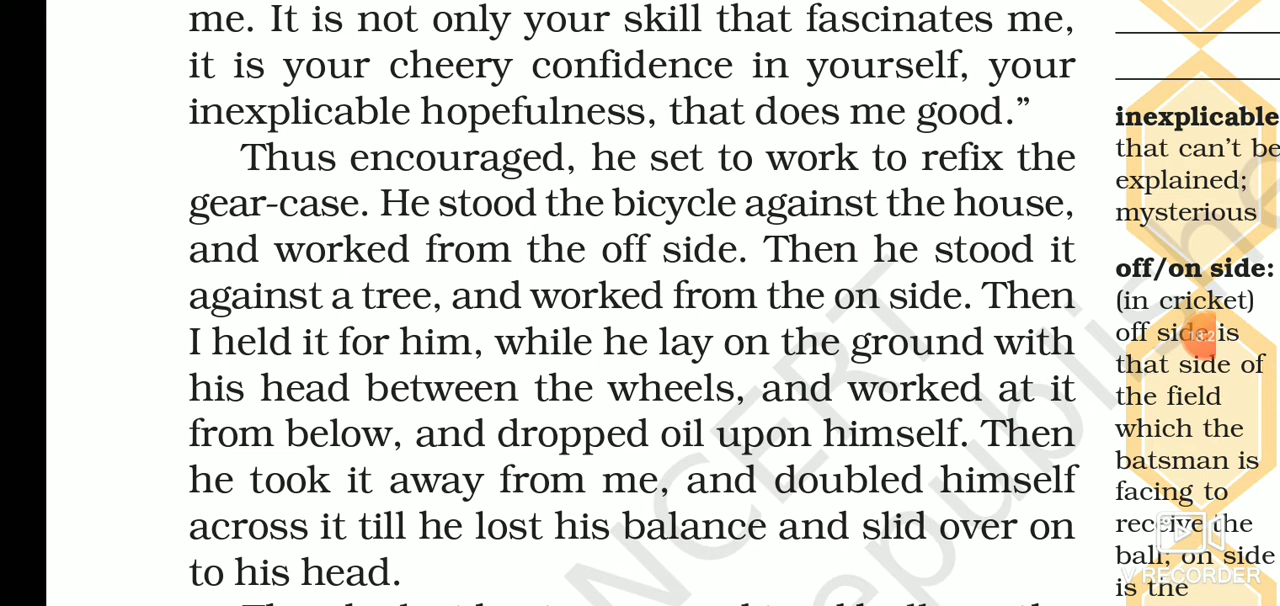 me. It is not only your skill that fascinates me,
it is your cheery confidence in yourself, your
inexplicable hopefulness, that does me good.”
Thus encouraged, he set to work to refix the
gear-case. He stood the bicycle against the house,
and worked from the off side. Then he stood it
against a tree, and worked from the on side. Then
I held it for him, while he lay on the ground with
his head between the wheels, and worked at it
from below, and dropped oil upon himself. Then
he took it away from me, and doubled himself
across it till he lost his balance and slid over on
to his head.
inexplicable
that can’t be
explained;
mysterious
off/on side:
(in cricket)
off side is
that side of
the field
which the
batsman is
facing to
receive the
ball; on side
is the
NCERT
republishe
V RECORDER